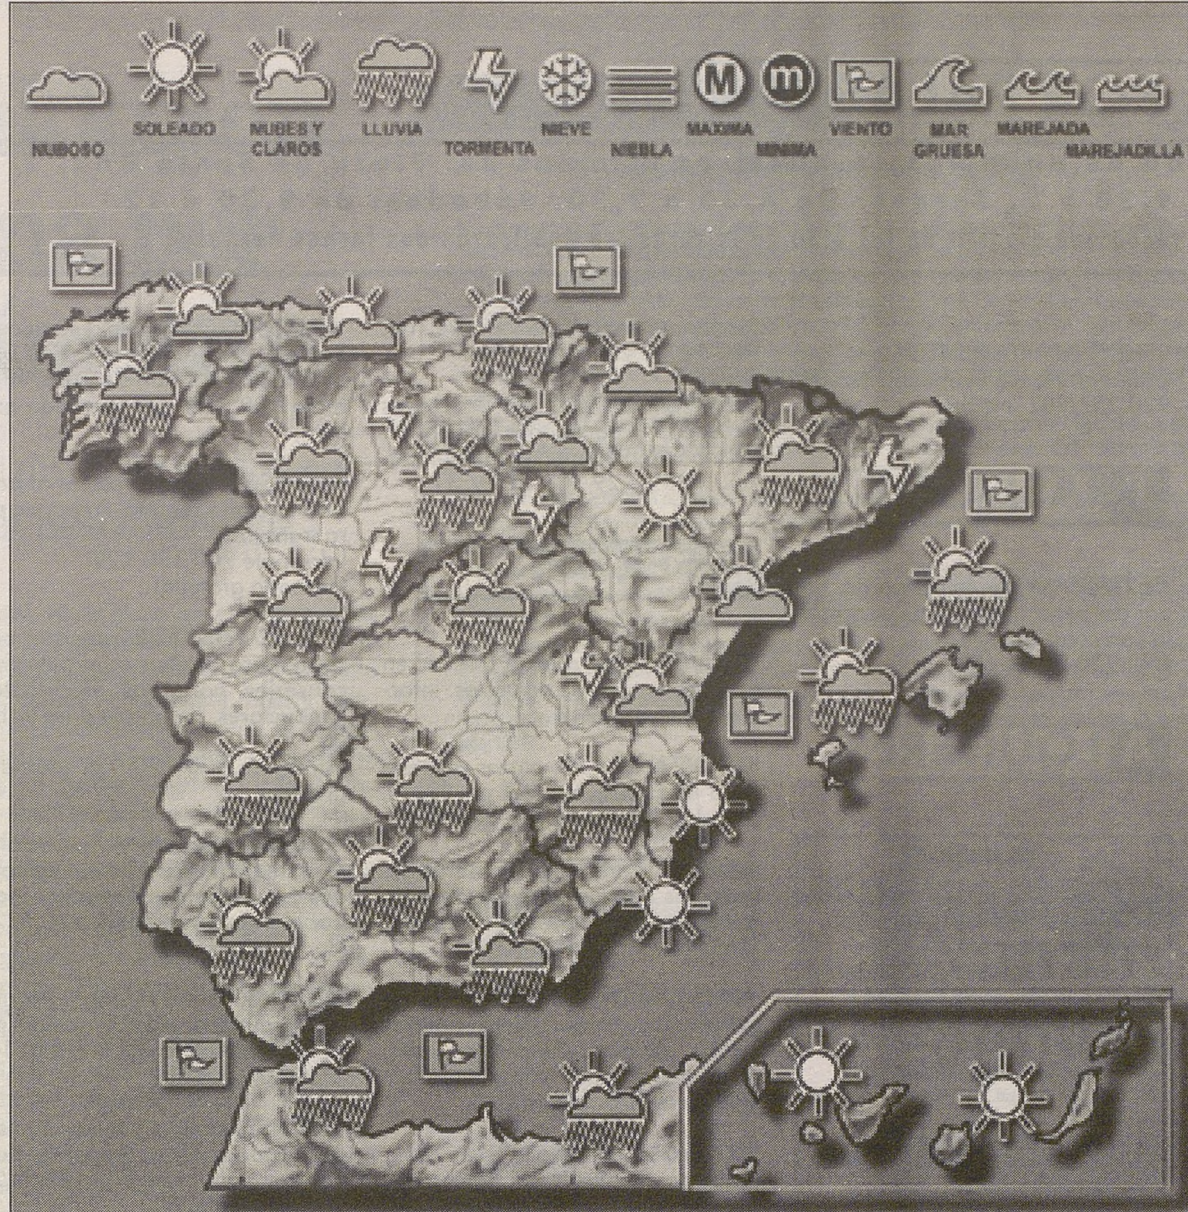 NUBOSO
SOLEADO
NUBES Y
CLAROS
LLUVIA
TORMENTA
NIEVE
NIEBLA
M
MAXIMA
m
MINIMA
VIENTO
MAR
GRUESA
MAREJADA
MAREJADILLA